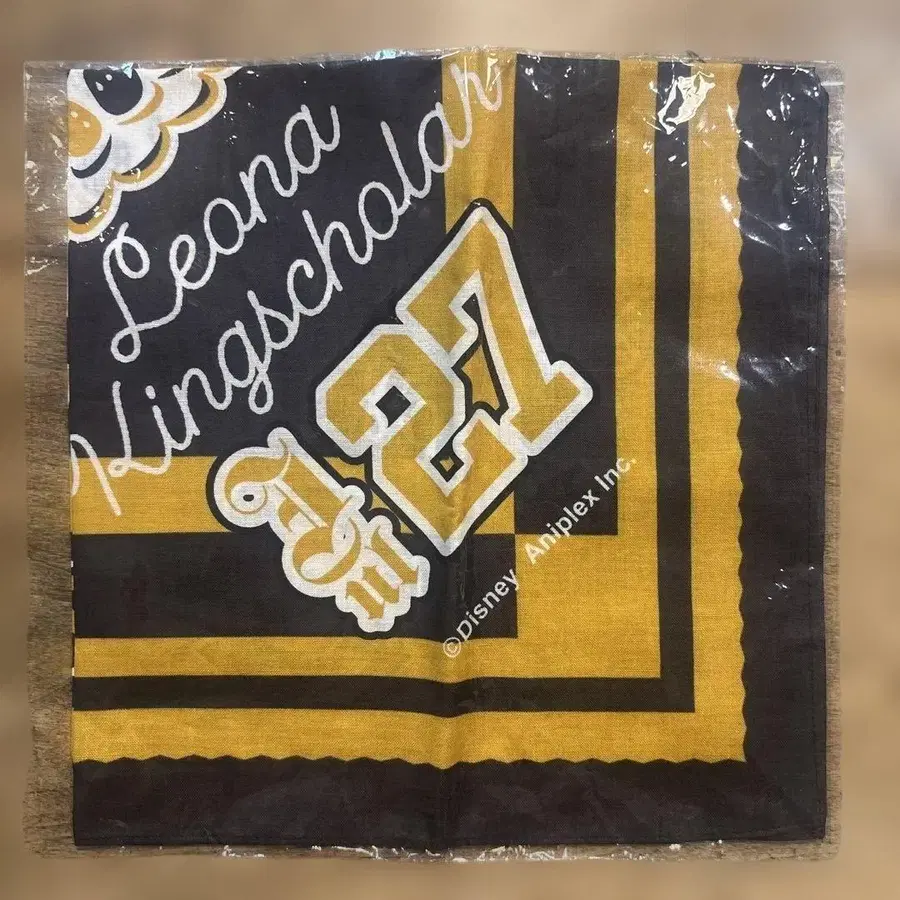 Leona
Kingscholar
27
©Disney Aniplex Inc.